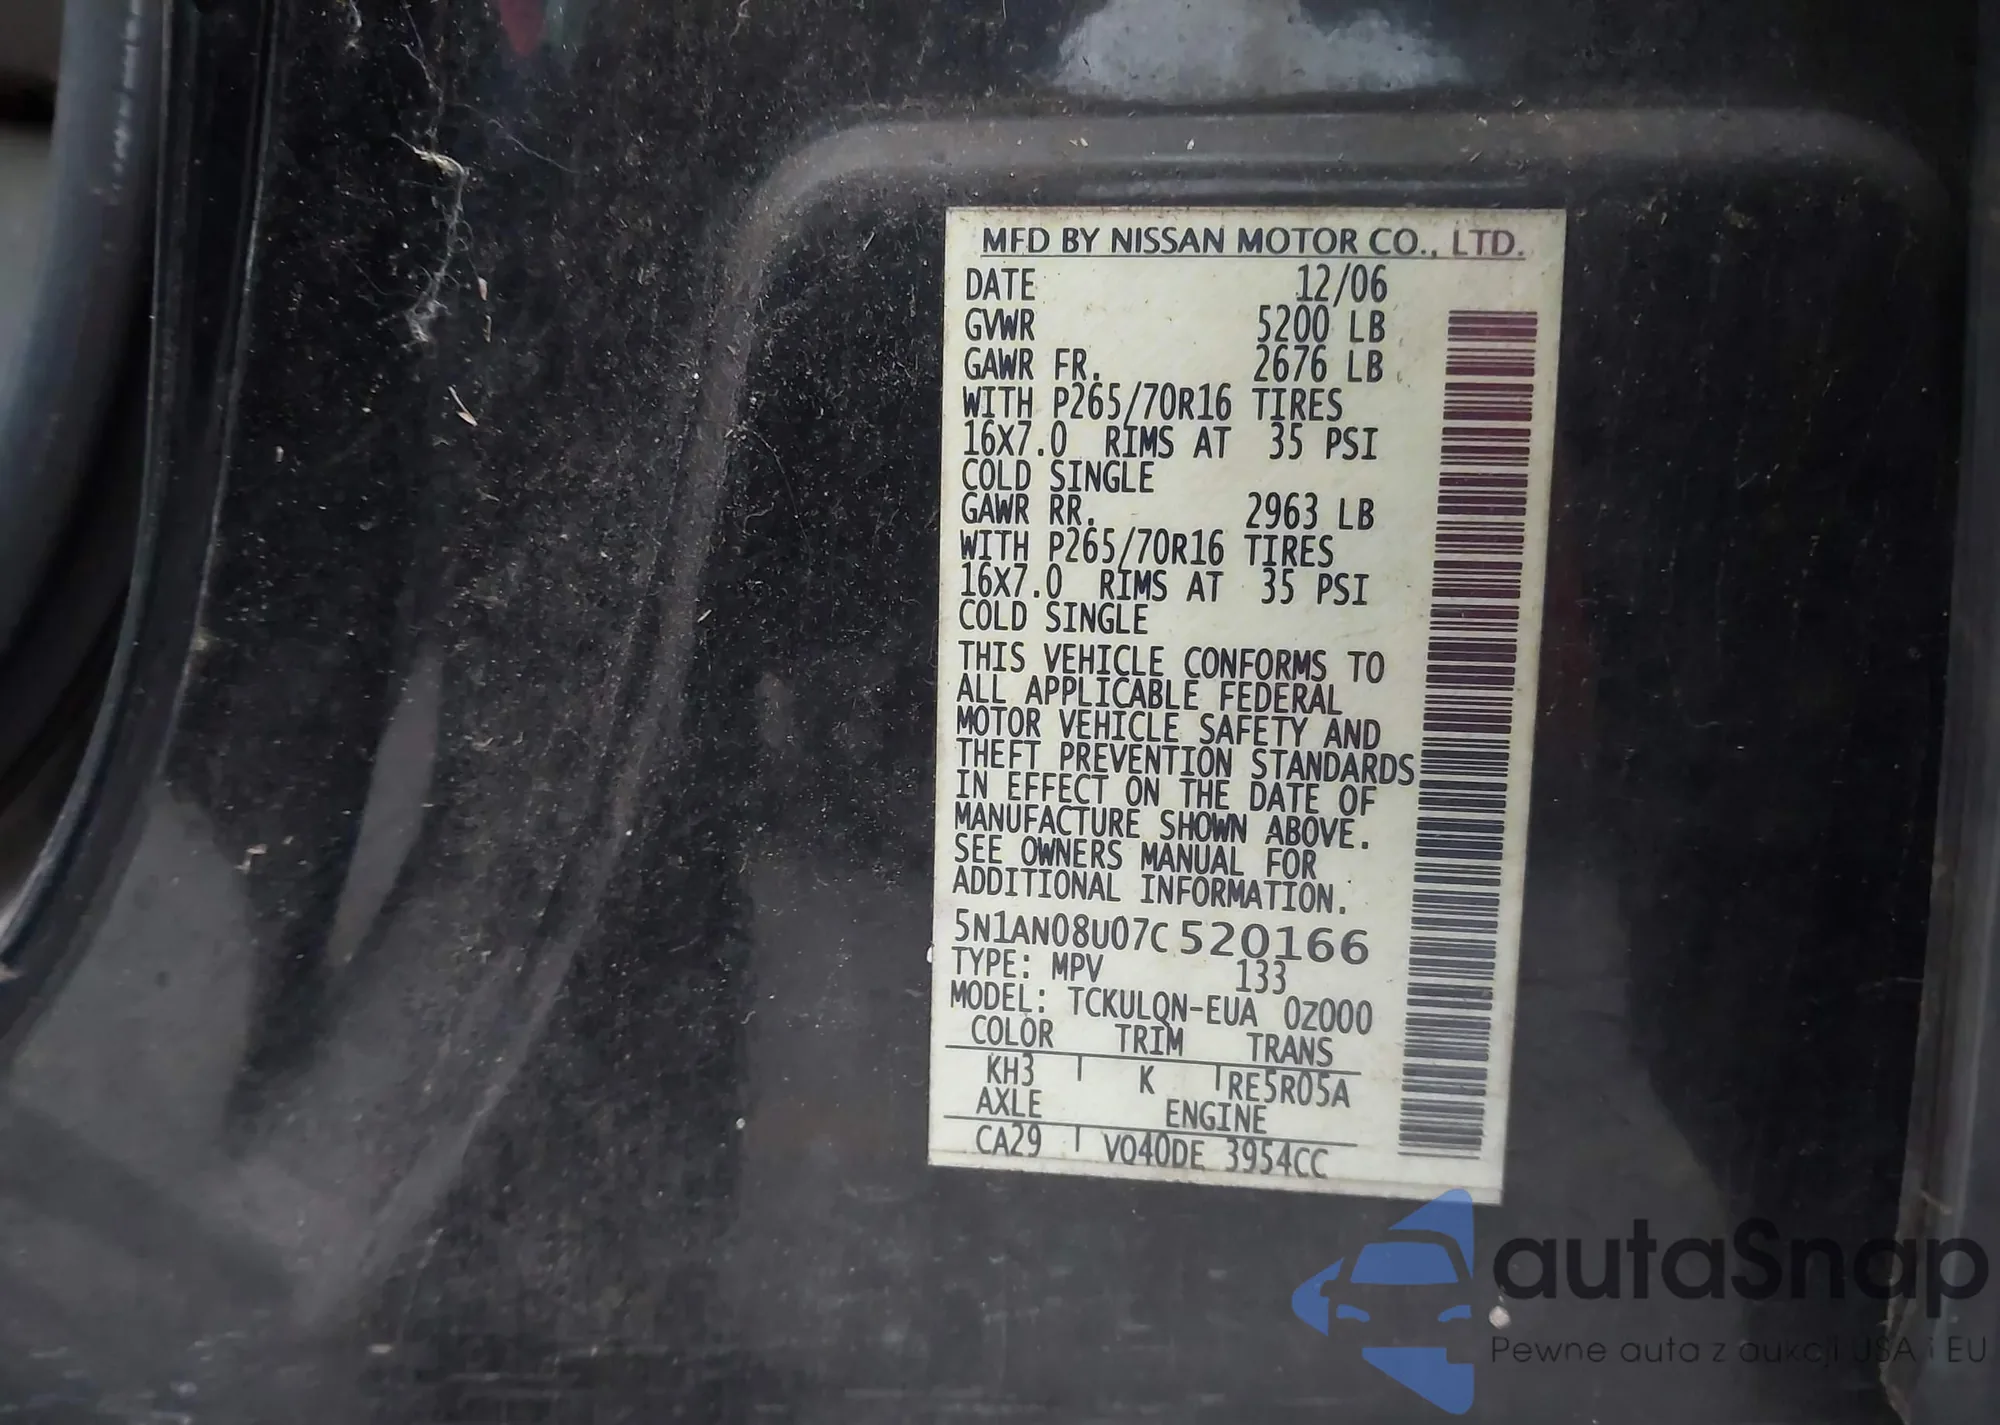 MFD BY NISSAN MOTOR CO., LTD.
DATE 12/06
GVWR 5200 LB
GAWR FR. 2676 LB
WITH P265/70R16 TIRES
16X7.0 RIMS AT 35 PSI
COLD SINGLE
GAWR RR. 2963 LB
WITH P265/70R16 TIRES
16X7.0 RIMS AT 35 PSI
COLD SINGLE
THIS VEHICLE CONFORMS TO
ALL APPLICABLE FEDERAL
MOTOR VEHICLE SAFETY AND
THEFT PREVENTION STANDARDS
IN EFFECT ON THE DATE OF
MANUFACTURE SHOWN ABOVE.
SEE OWNERS MANUAL FOR
ADDITIONAL INFORMATION.
5N1AN08U07C 520166
TYPE: MPV 133
MODEL: TCKULQN-EUA 0Z000
COLOR TRIM TRANS
KH3 K RE5R05A
AXLE ENGINE
CA29 VQ40DE 3954CC
autaSnap
Pewne auta z aukcji USA i EU